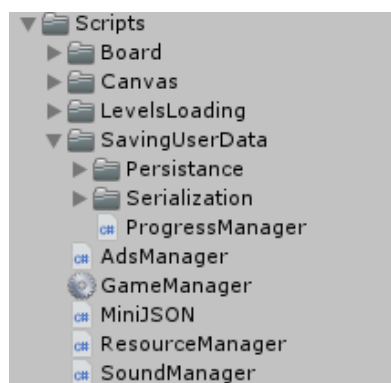 Scripts
Board
Canvas
LevelsLoading
SavingUserData
Persistance
Serialization
c# ProgressManager
c# AdsManager
GameManager
c# MiniJSON
c# ResourceManager
c# SoundManager